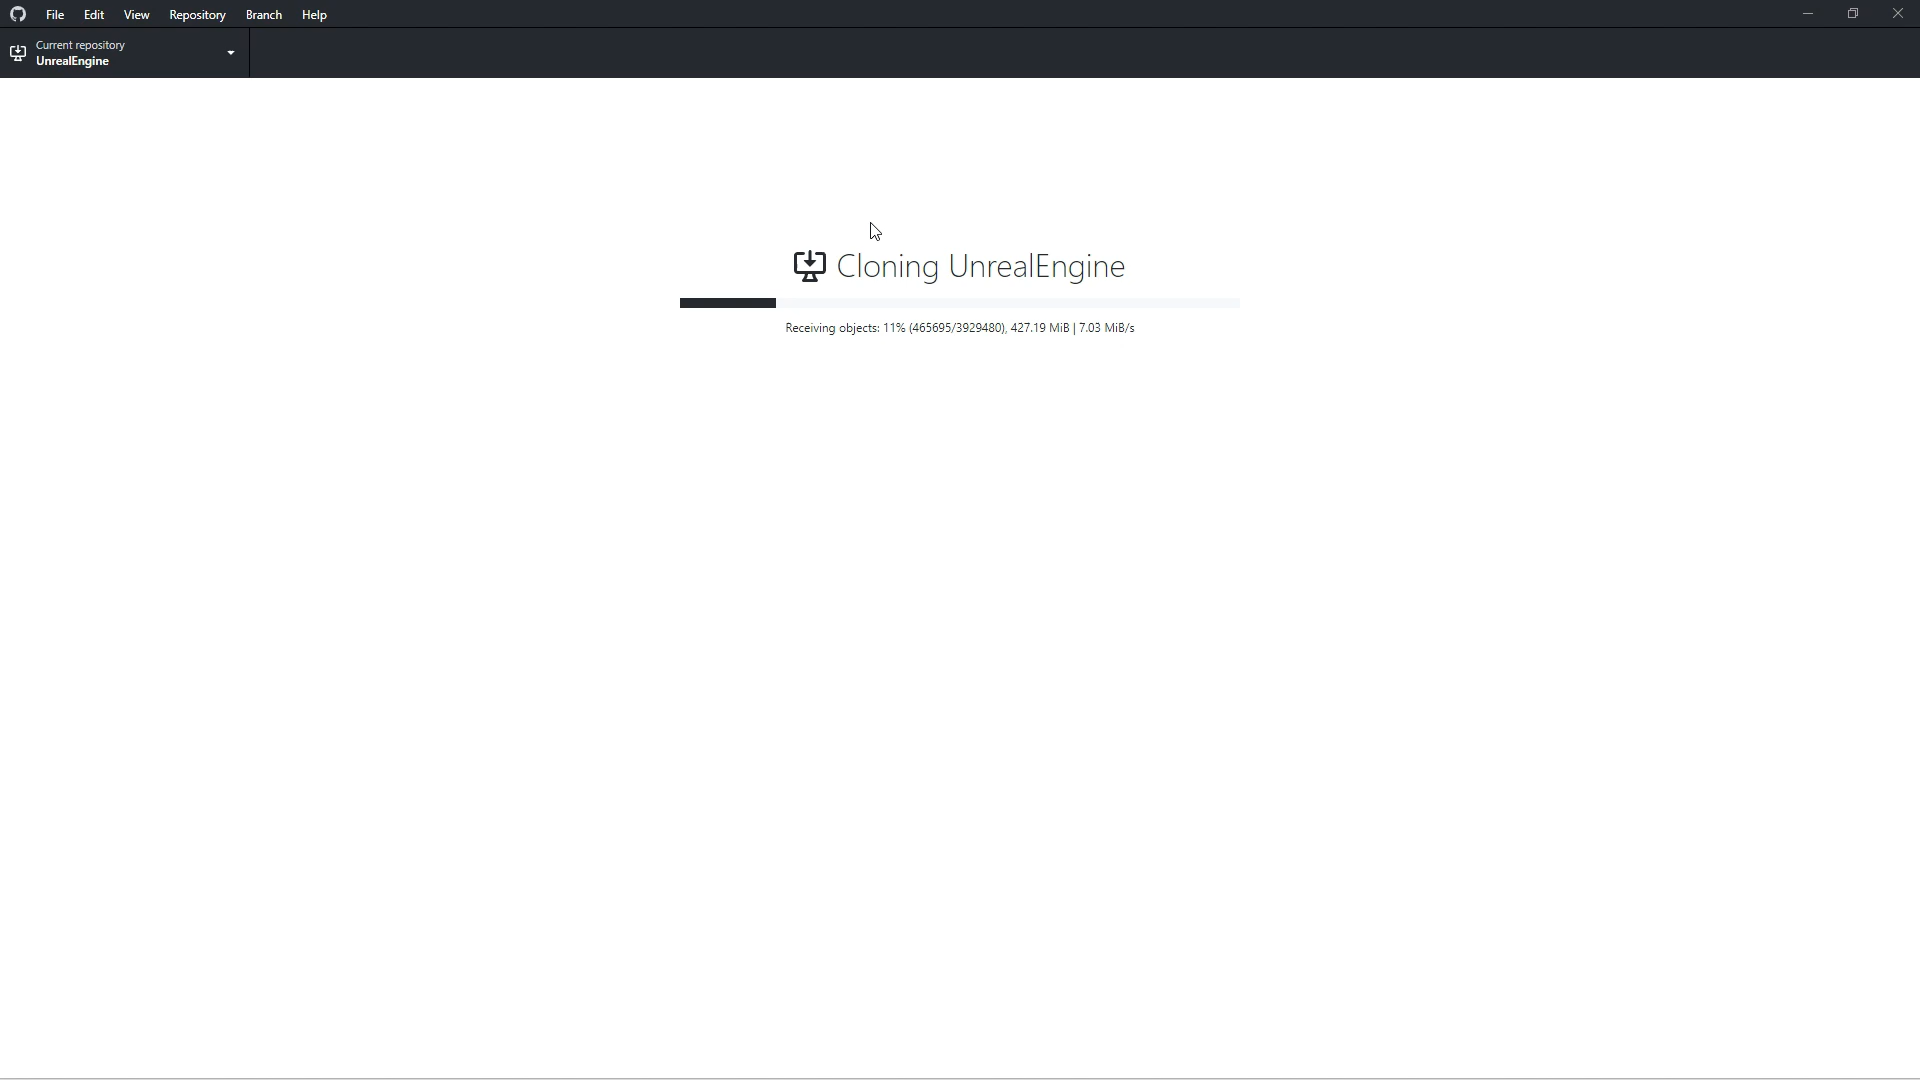 File Edit View Repository Branch Help
Current repository
UnrealEngine
Cloning UnrealEngine
Receiving objects: 11% (465695/3929480), 427.19 MiB | 7.03 MiB/s